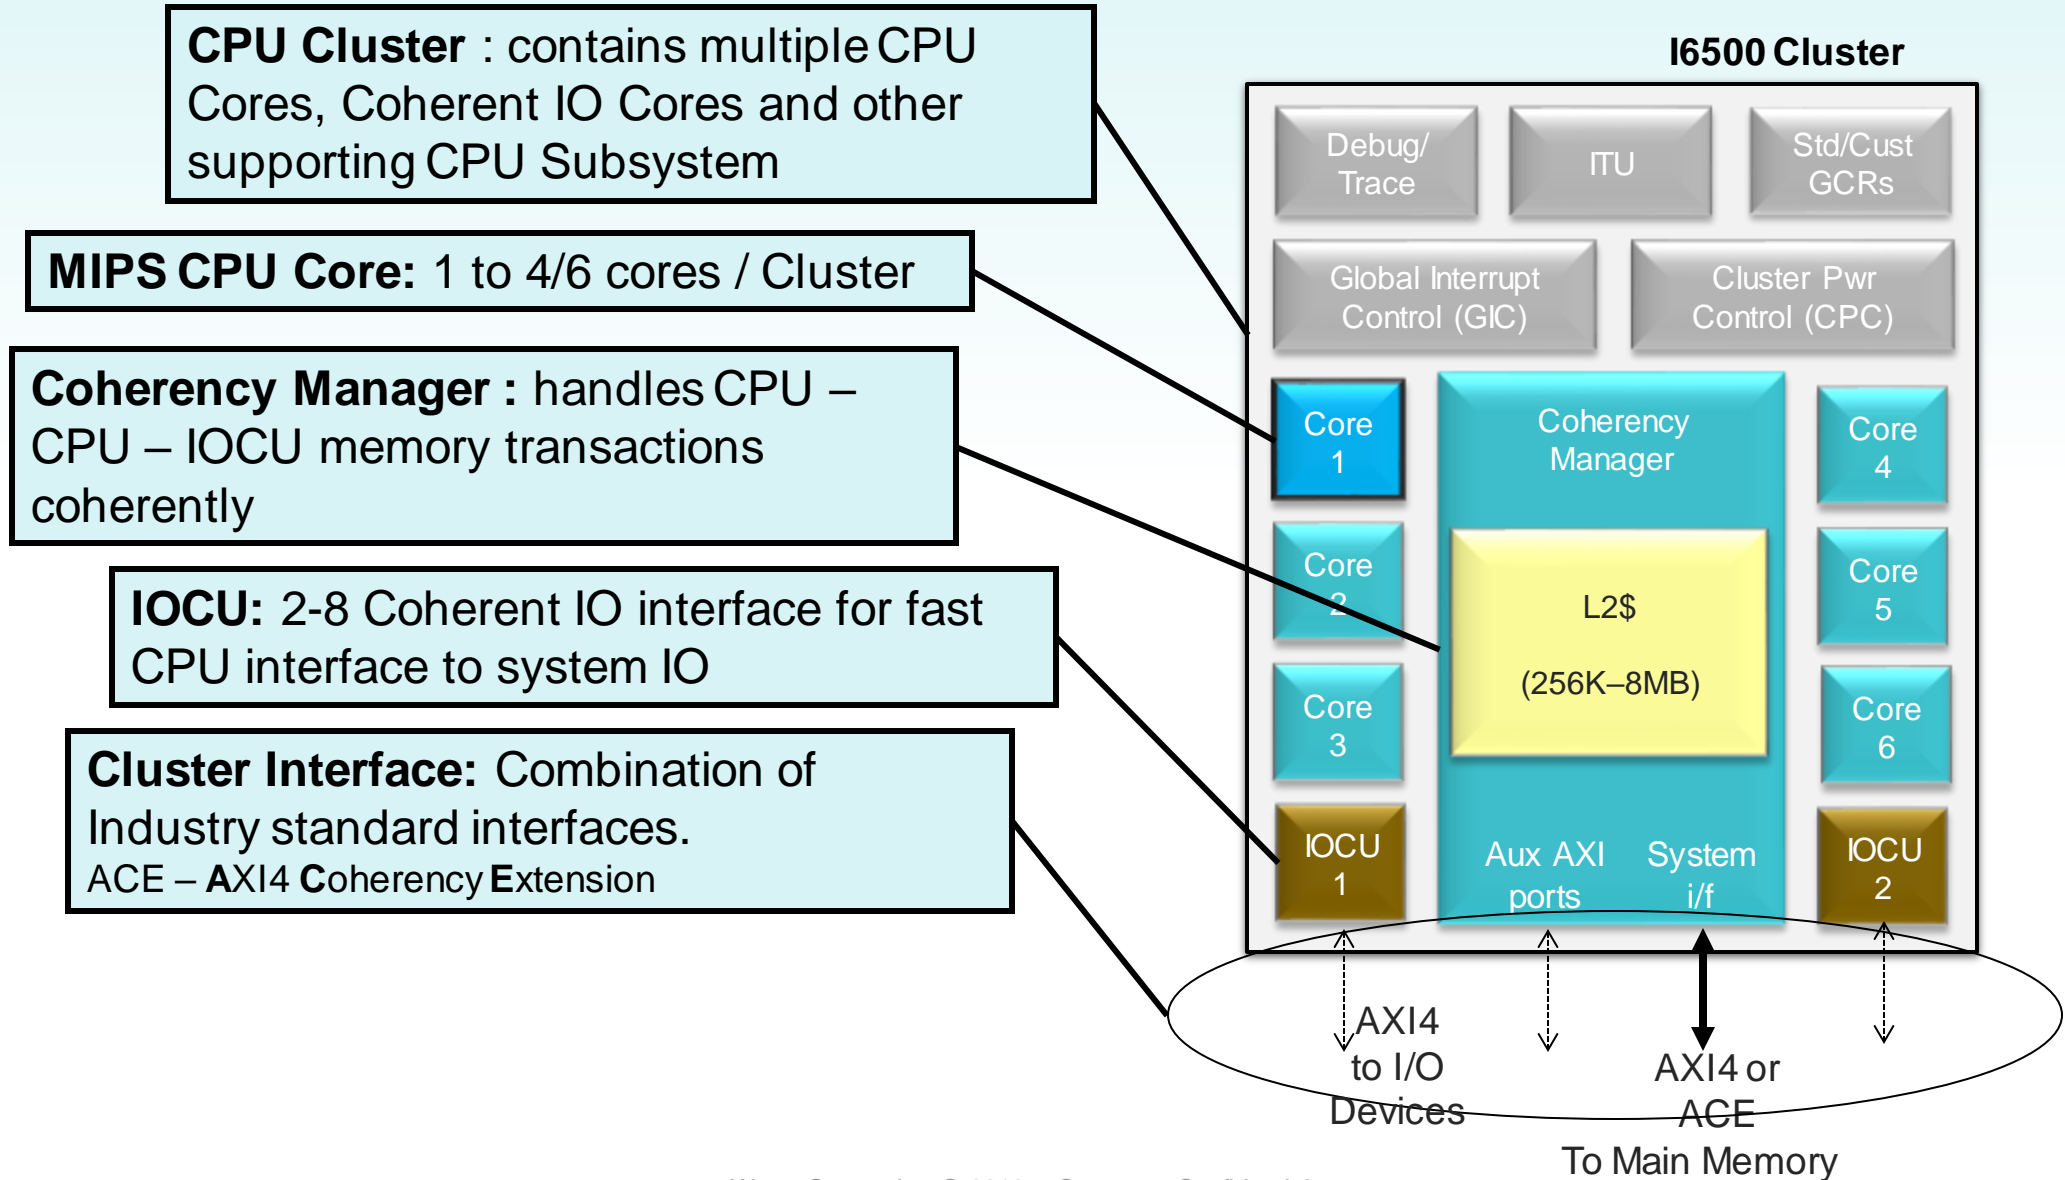 CPU Cluster : contains multiple CPU
Cores, Coherent IO Cores and other
supporting CPU Subsystem
MIPS CPU Core: 1 to 4/6 cores / Cluster
Coherency Manager : handles CPU –
CPU – IOCU memory transactions
coherently
IOCU: 2-8 Coherent IO interface for fast
CPU interface to system IO
Cluster Interface: Combination of
Industry standard interfaces.
ACE – AXI4 Coherency Extension
I6500 Cluster
Debug/
Trace
ITU
Std/Cust
GCRs
Global Interrupt
Control (GIC)
Cluster Pwr
Control (CPC)
Core
1
Core
2
Core
3
IOCU
1
Coherency
Manager
L2$
(256K–8MB)
Aux AXI
ports
System
i/f
Core
4
Core
5
Core
6
IOCU
2
AXI4
to I/O
Devices
AXI4 or
ACE
To Main Memory